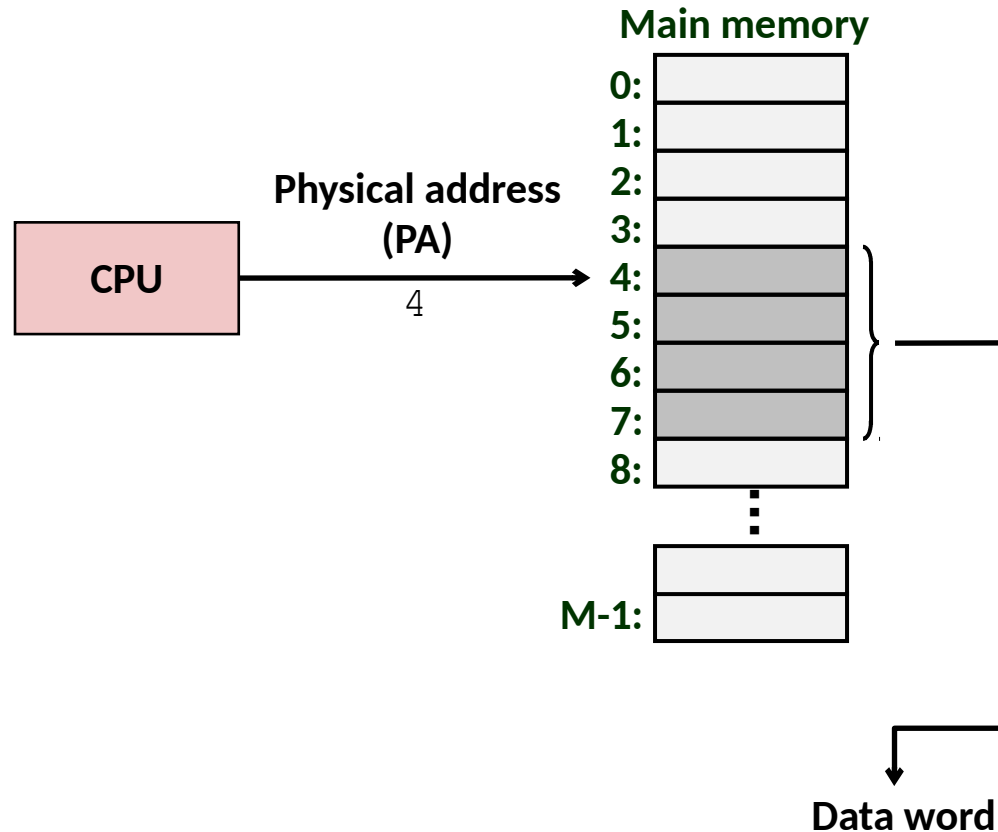 Main memory
0:
1:
2:
3:
4:
5:
6:
7:
8:
M-1:
Physical address
(PA)
4
CPU
Data word